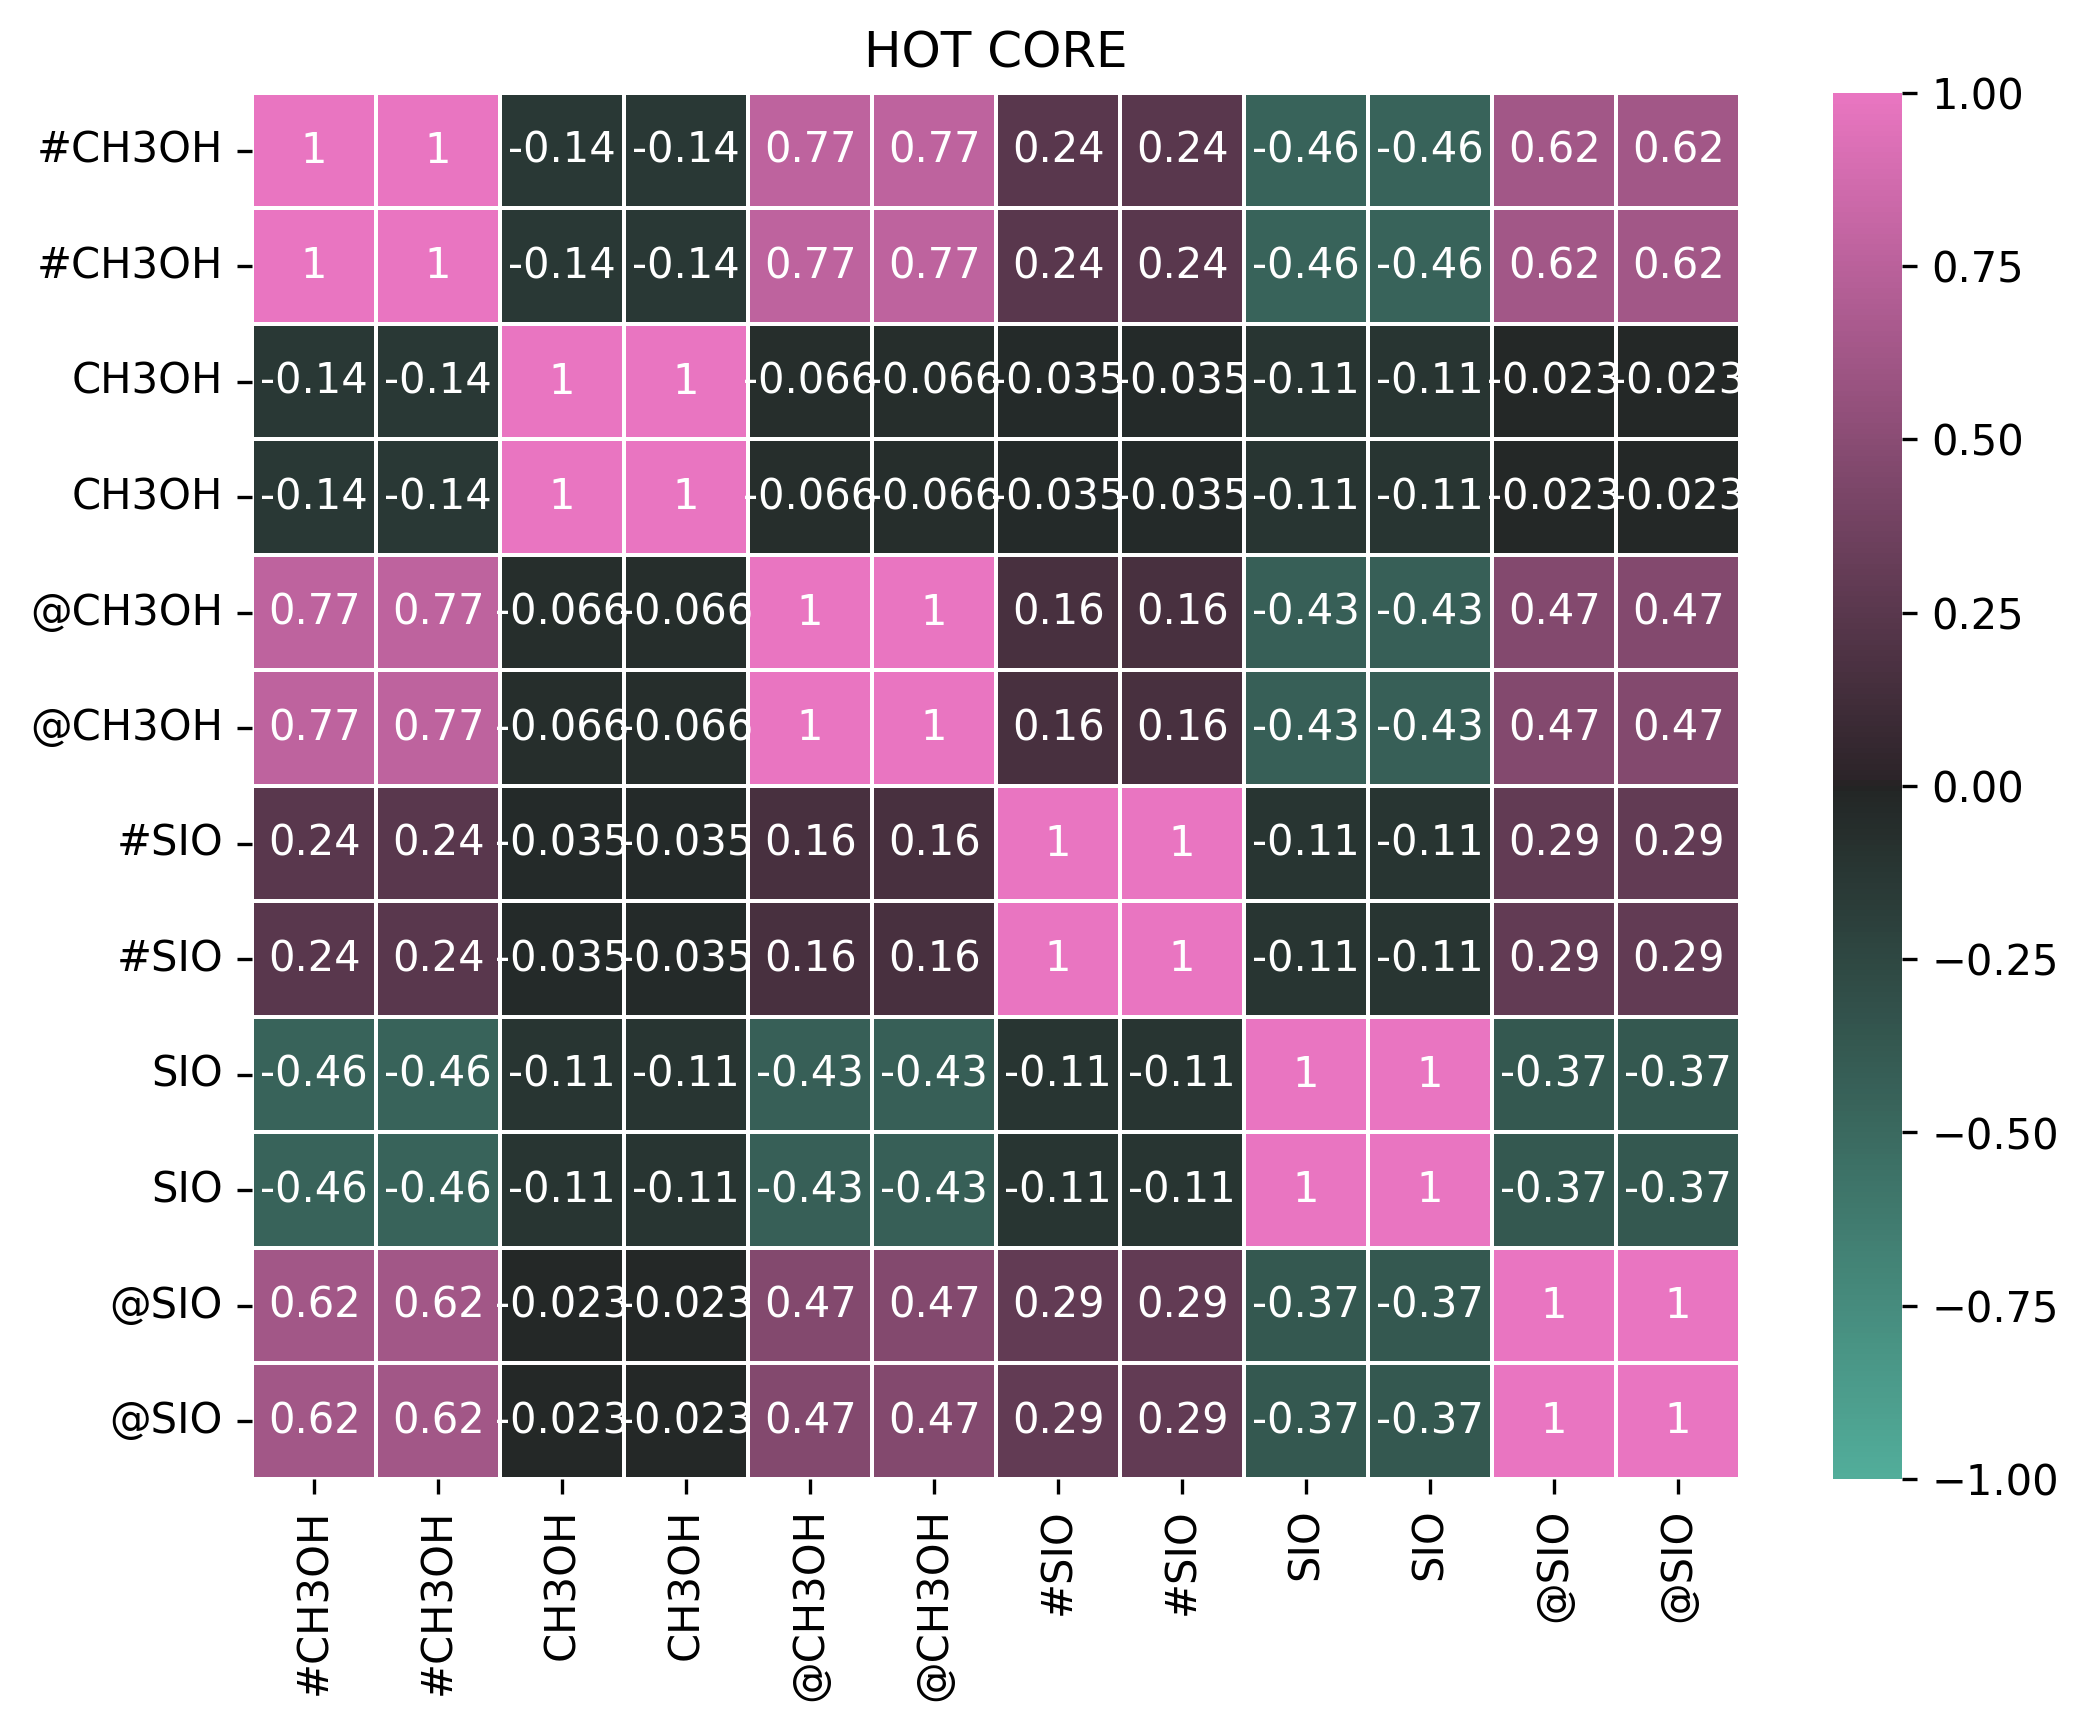 HOT CORE
#CH3OH 1 1 -0.14 -0.14 0.77 0.77 0.24 0.24 -0.46 -0.46 0.62 0.62
#CH3OH 1 1 -0.14 -0.14 0.77 0.77 0.24 0.24 -0.46 -0.46 0.62 0.62
CH3OH -0.14 -0.14 1 1 -0.066 -0.066 -0.035 -0.035 -0.11 -0.11 -0.023 -0.023
CH3OH -0.14 -0.14 1 1 -0.066 -0.066 -0.035 -0.035 -0.11 -0.11 -0.023 -0.023
@CH3OH 0.77 0.77 -0.066 -0.066 1 1 0.16 0.16 -0.43 -0.43 0.47 0.47
@CH3OH 0.77 0.77 -0.066 -0.066 1 1 0.16 0.16 -0.43 -0.43 0.47 0.47
#SIO 0.24 0.24 -0.035 -0.035 0.16 0.16 1 1 -0.11 -0.11 0.29 0.29
#SIO 0.24 0.24 -0.035 -0.035 0.16 0.16 1 1 -0.11 -0.11 0.29 0.29
SIO -0.46 -0.46 -0.11 -0.11 -0.43 -0.43 -0.11 -0.11 1 1 -0.37 -0.37
SIO -0.46 -0.46 -0.11 -0.11 -0.43 -0.43 -0.11 -0.11 1 1 -0.37 -0.37
@SIO 0.62 0.62 -0.023 -0.023 0.47 0.47 0.29 0.29 -0.37 -0.37 1 1
@SIO 0.62 0.62 -0.023 -0.023 0.47 0.47 0.29 0.29 -0.37 -0.37 1 1
#CH3OH
#CH3OH
CH3OH
CH3OH
@CH3OH
@CH3OH
#SIO
#SIO
SIO
SIO
@SIO
@SIO
1.00
0.75
0.50
0.25
0.00
−0.25
−0.50
−0.75
−1.00